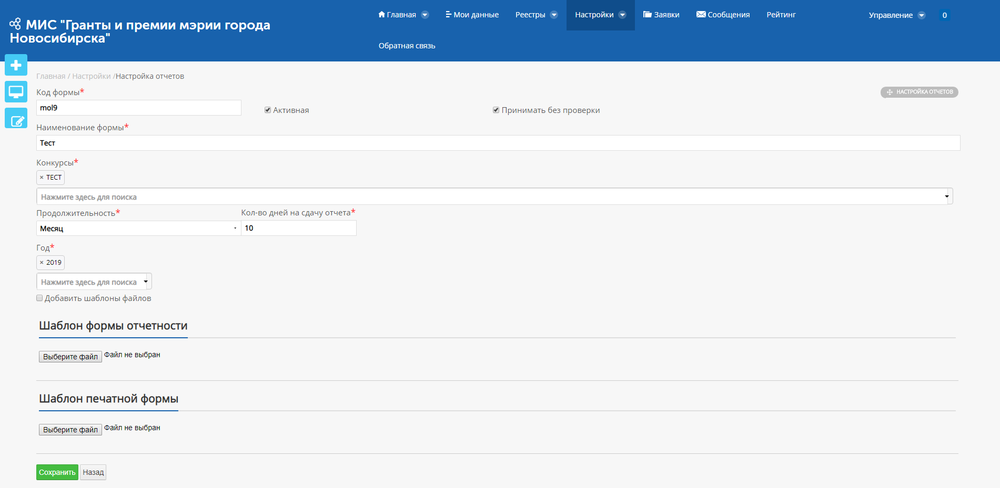 МИС "Гранты и премии мэрии города
Новосибирска"
Главная
Мои данные
Реестры
Настройки
Заявки
Сообщения
Рейтинг
Обратная связь
Управление
0
Главная / Настройки /Настройка отчетов
НАСТРОЙКА ОТЧЕТОВ
Код формы*
mol9
Активная
Принимать без проверки
Наименование формы*
Тест
Конкурсы*
× ТЕСТ
Нажмите здесь для поиска
Продолжительность*
Кол-во дней на сдачу отчета*
Месяц
10
Год*
× 2019
Нажмите здесь для поиска
Добавить шаблоны файлов
Шаблон формы отчетности
Выберите файл Файл не выбран
Шаблон печатной формы
Выберите файл Файл не выбран
Сохранить
Назад